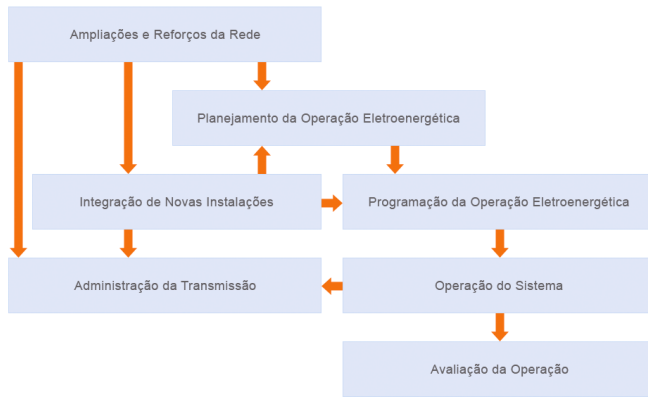 Ampliações e Reforços da Rede
Planejamento da Operação Eletroenergética
Integração de Novas Instalações
Programação da Operação Eletroenergética
Administração da Transmissão
Operação do Sistema
Avaliação da Operação